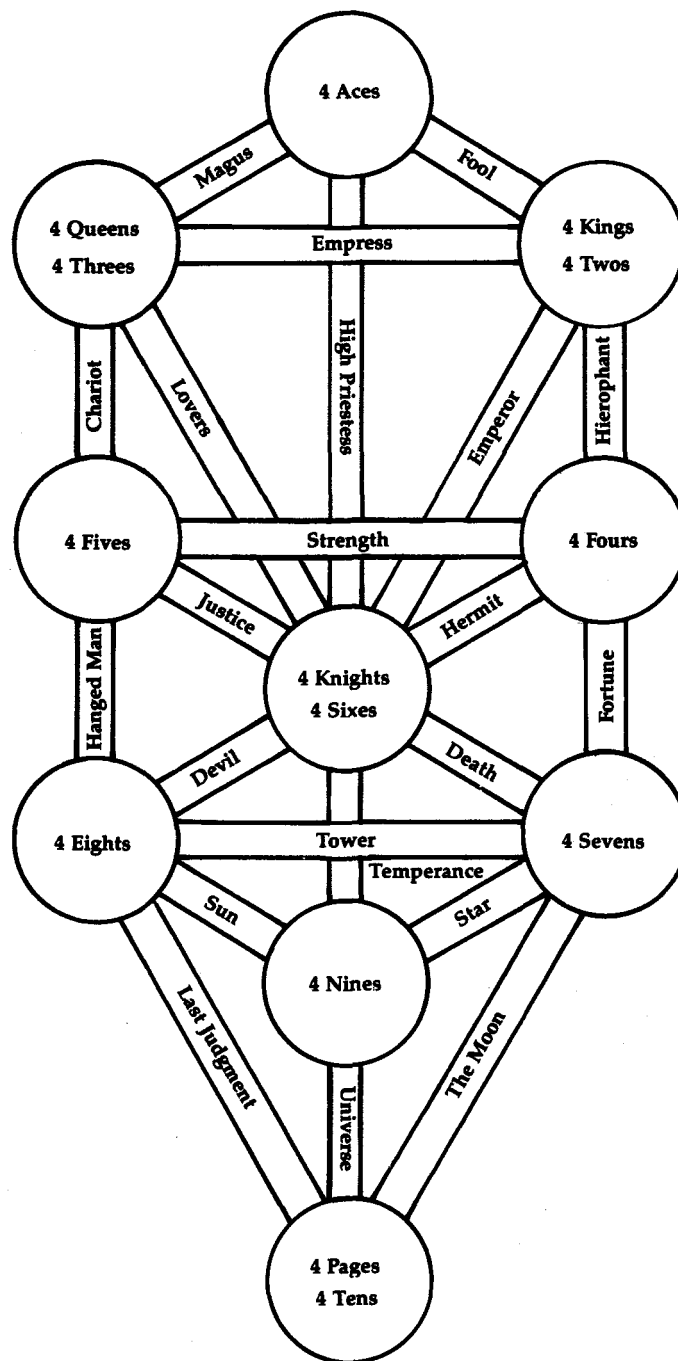 4 Aces
Magus
Fool
4 Queens
4 Threes
Empress
4 Kings
4 Twos
Chariot
Lovers
High Priestess
Emperor
Hierophant
4 Fives
Strength
4 Fours
Justice
Hermit
Hanged Man
4 Knights
4 Sixes
Fortune
Devil
Death
4 Eights
Tower
4 Sevens
Temperance
Sun
Star
4 Nines
Last Judgment
Universe
The Moon
4 Pages
4 Tens